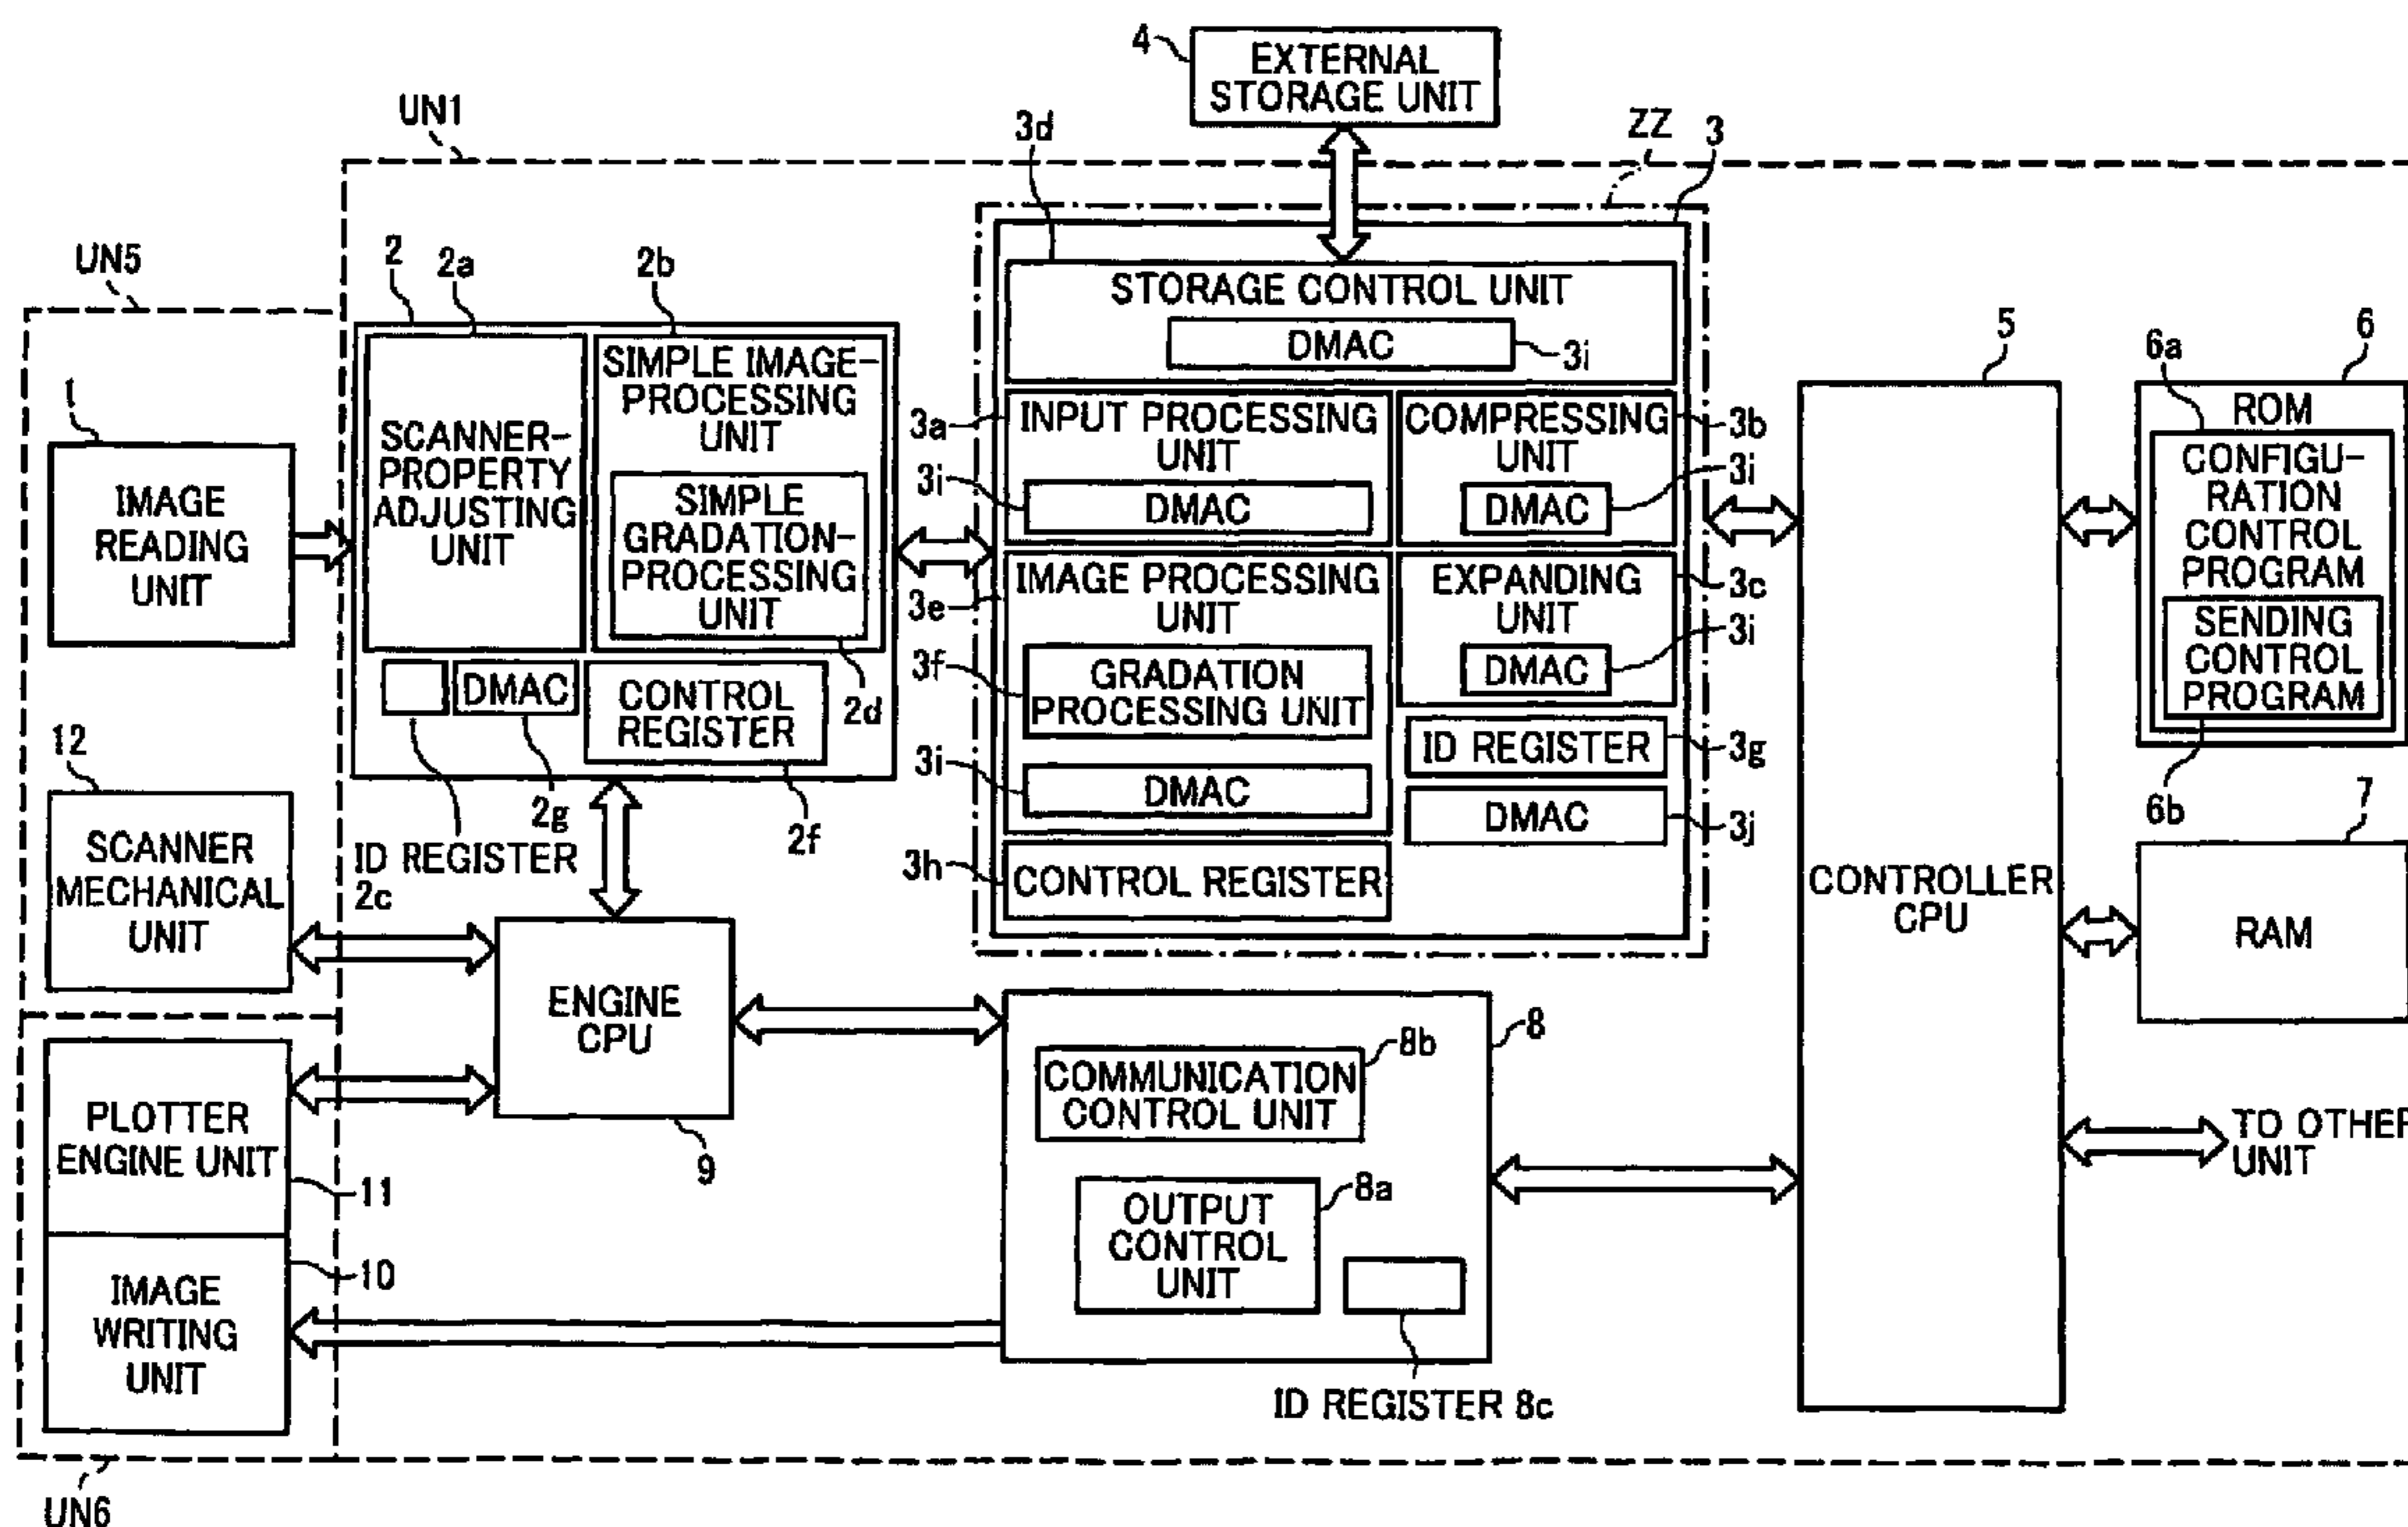 4
EXTERNAL
STORAGE UNIT
UN1
3d
ZZ
3
UN5
2
2a
2b
STORAGE CONTROL UNIT
DMAC
3i
5
6
6a
1
IMAGE
READING
UNIT
SCANNER-
PROPERTY
ADJUSTING
UNIT
SIMPLE IMAGE-
PROCESSING
UNIT
SIMPLE
GRADATION-
PROCESSING
UNIT
2d
3a
INPUT PROCESSING
UNIT
3i
DMAC
COMPRESSING
UNIT
3b
3i
DMAC
ROM
CONFIGU-
RATION
CONTROL
PROGRAM
SENDING
CONTROL
PROGRAM
6b
3e
IMAGE PROCESSING
UNIT
3f
GRADATION
PROCESSING UNIT
3i
DMAC
EXPANDING
UNIT
3c
3i
DMAC
ID REGISTER
3g
DMAC
3j
3h
CONTROL REGISTER
DMAC
CONTROL
REGISTER
2g
2f
ID REGISTER
2c
12
SCANNER
MECHANICAL
UNIT
CONTROLLER
CPU
7
RAM
ENGINE
CPU
9
8
8b
COMMUNICATION
CONTROL UNIT
8a
OUTPUT
CONTROL
UNIT
ID REGISTER 8c
TO OTHER
UNIT
PLOTTER
ENGINE UNIT
11
10
IMAGE
WRITING
UNIT
UN6